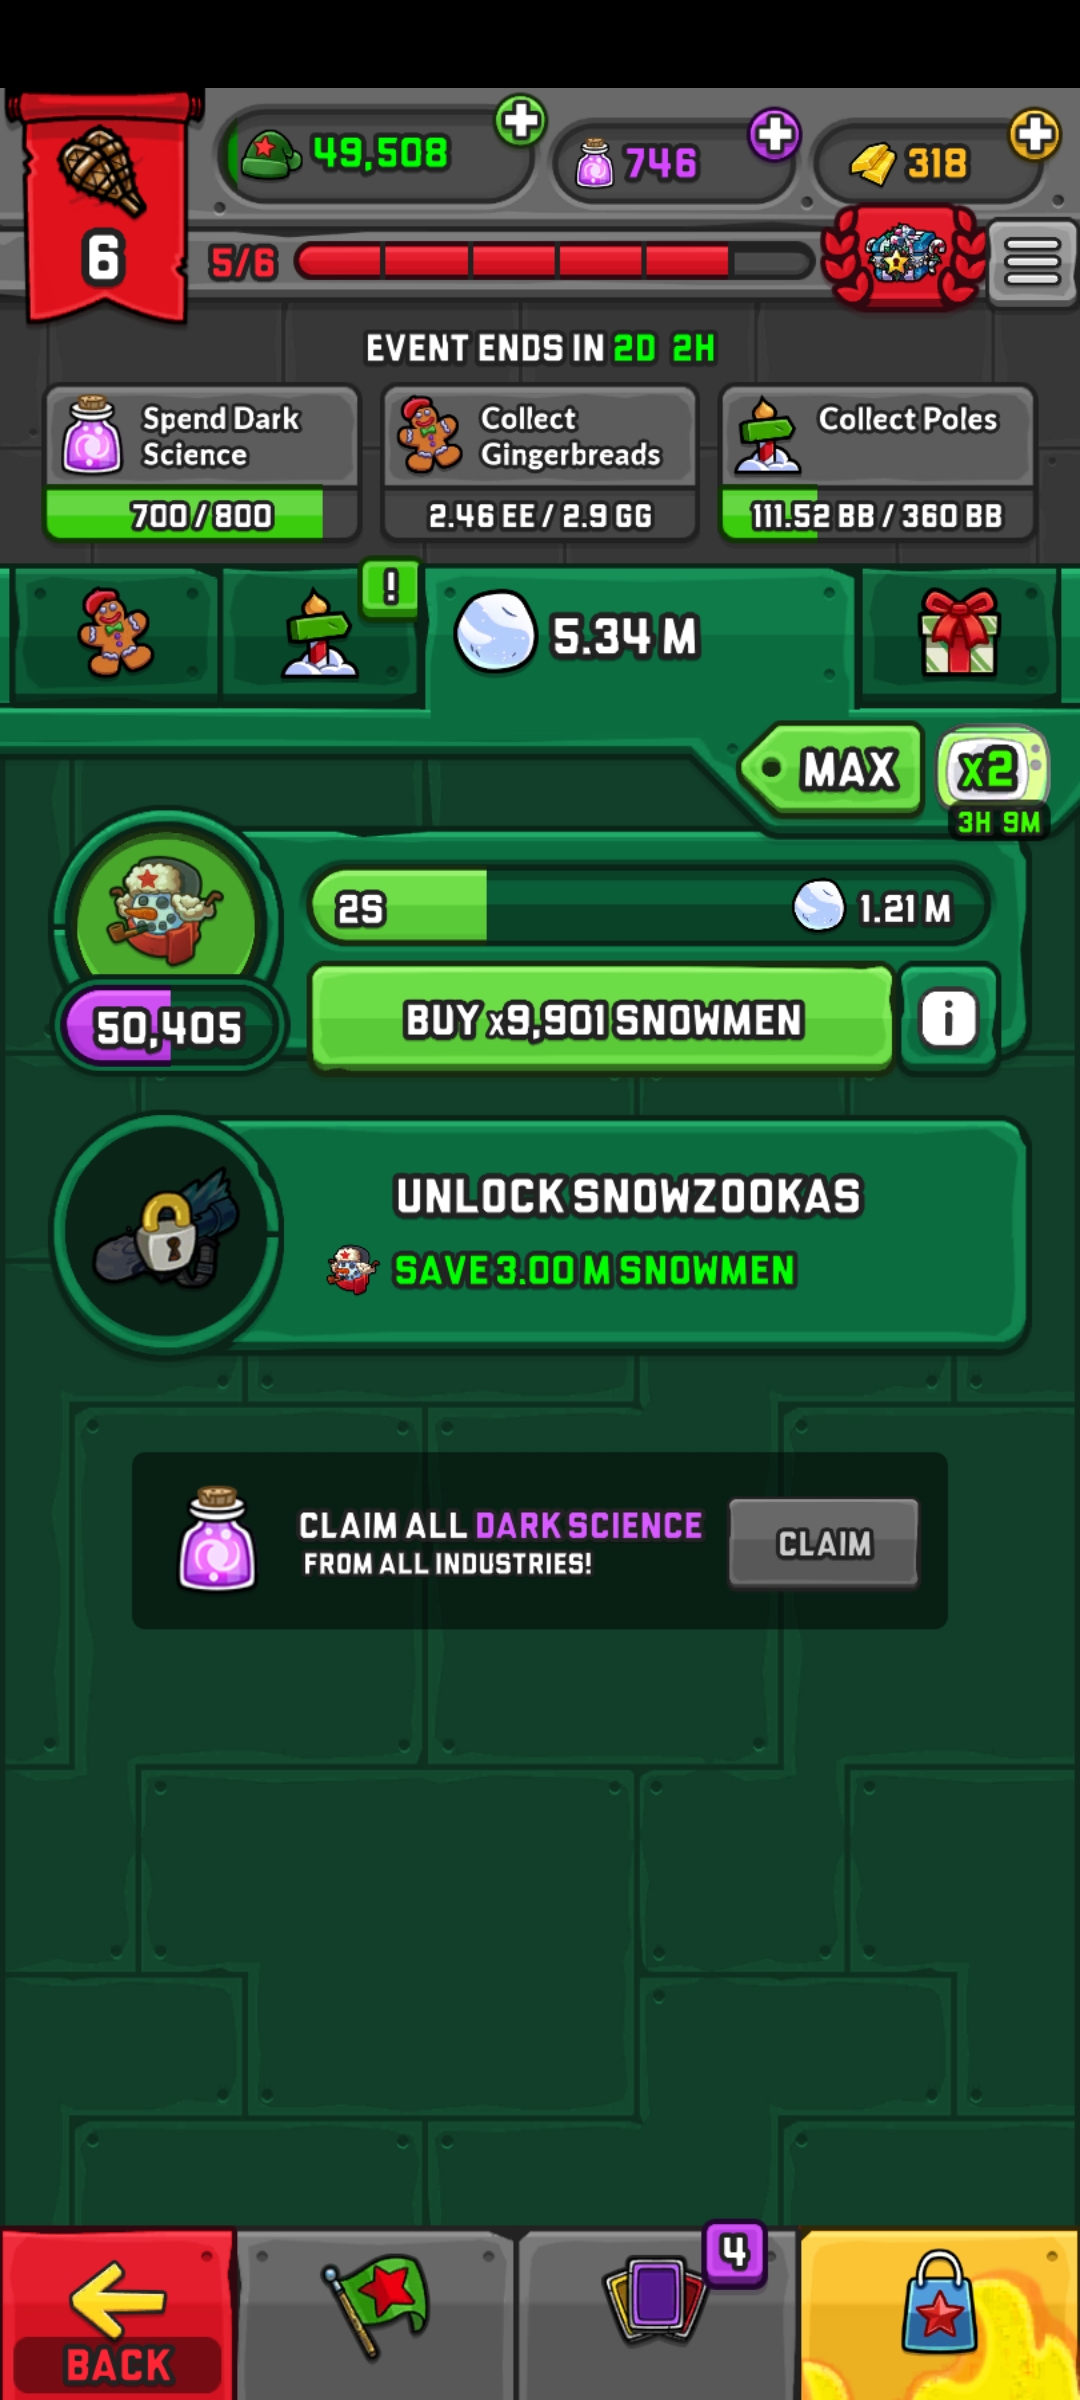 49,508
746
318
6
5/6
EVENT ENDS IN 2D 2H
Spend Dark
Science
700/800
Collect
Gingerbreads
2.46 EE / 2.9 GG
Collect Poles
111.52 BB / 360 BB
!
5.34 M
MAX
x2
3H 9M
2S
1.21 M
50,405
BUY x9,901 SNOWMEN
i
UNLOCK SNOWZOOKAS
SAVE 3.00 M SNOWMEN
CLAIM ALL DARK SCIENCE
FROM ALL INDUSTRIES!
CLAIM
4
BACK